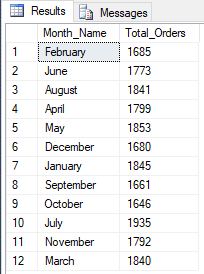 Results Messages
Month_Name Total_Orders
1 February 1685
2 June 1773
3 August 1841
4 April 1799
5 May 1853
6 December 1680
7 January 1845
8 September 1661
9 October 1646
10 July 1935
11 November 1792
12 March 1840